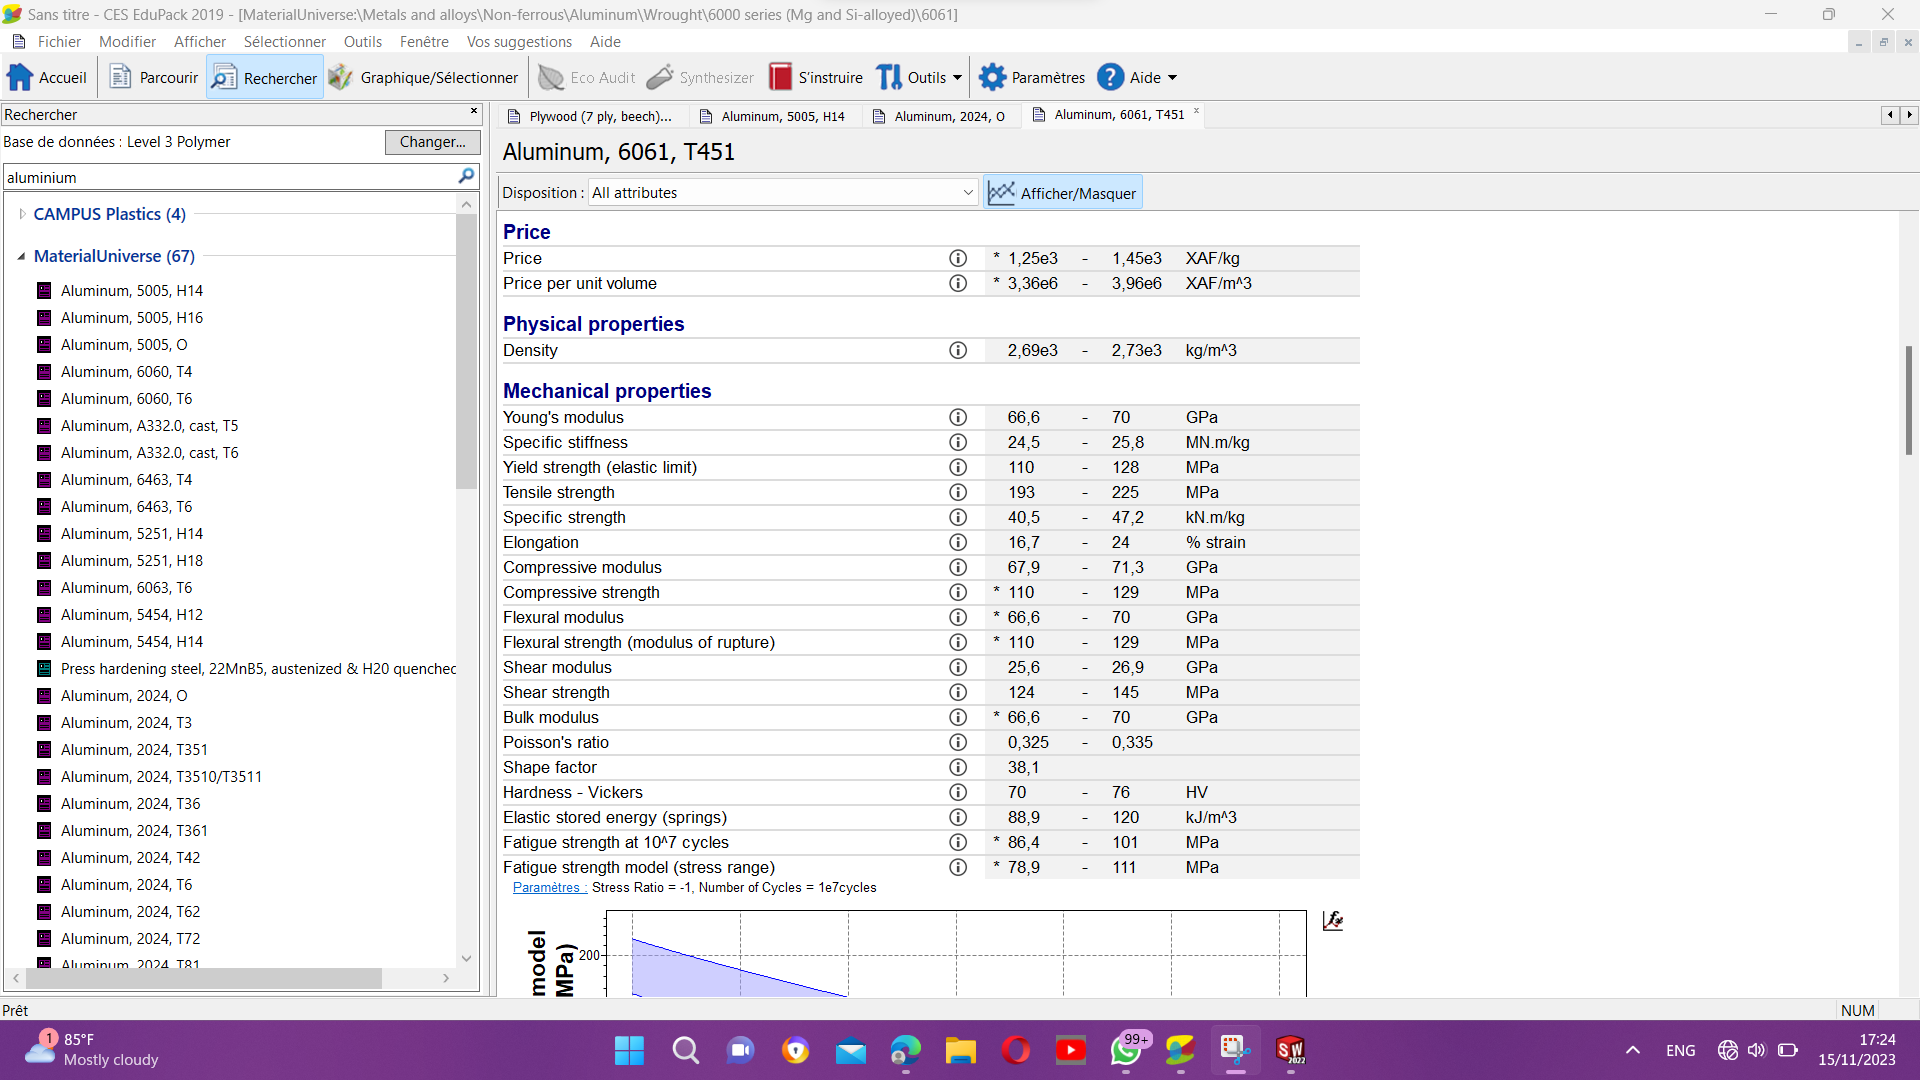 Sans titre - CES EduPack 2019 - [MaterialUniverse:\Metals and alloys\Non-ferrous\Aluminum\Wrought\6000 series (Mg and Si-alloyed)\6061]
Fichier Modifier Afficher Sélectionner Outils Fenêtre Vos suggestions Aide
Accueil Parcourir Rechercher Graphique/Sélectionner Eco Audit Synthesizer S'instruire Outils Paramètres Aide
Rechercher
Base de données : Level 3 Polymer Changer...
aluminium
CAMPUS Plastics (4)
MaterialUniverse (67)
Aluminum, 5005, H14
Aluminum, 5005, H16
Aluminum, 5005, O
Aluminum, 6060, T4
Aluminum, 6060, T6
Aluminum, A332.0, cast, T5
Aluminum, A332.0, cast, T6
Aluminum, 6463, T4
Aluminum, 6463, T6
Aluminum, 5251, H14
Aluminum, 5251, H18
Aluminum, 6063, T6
Aluminum, 5454, H12
Aluminum, 5454, H14
Press hardening steel, 22MnB5, austenized & H20 quenched
Aluminum, 2024, O
Aluminum, 2024, T3
Aluminum, 2024, T351
Aluminum, 2024, T3510/T3511
Aluminum, 2024, T36
Aluminum, 2024, T361
Aluminum, 2024, T42
Aluminum, 2024, T6
Aluminum, 2024, T62
Aluminum, 2024, T72
Aluminum, 2024, T81
Plywood (7 ply, beech)... Aluminum, 5005, H14 Aluminum, 2024, O Aluminum, 6061, T451
Aluminum, 6061, T451
Disposition : All attributes Afficher/Masquer
Price
Price * 1,25e3 - 1,45e3 XAF/kg
Price per unit volume * 3,36e6 - 3,96e6 XAF/m^3
Physical properties
Density 2,69e3 - 2,73e3 kg/m^3
Mechanical properties
Young's modulus 66,6 - 70 GPa
Specific stiffness 24,5 - 25,8 MN.m/kg
Yield strength (elastic limit) 110 - 128 MPa
Tensile strength 193 - 225 MPa
Specific strength 40,5 - 47,2 kN.m/kg
Elongation 16,7 - 24 % strain
Compressive modulus 67,9 - 71,3 GPa
Compressive strength * 110 - 129 MPa
Flexural modulus * 66,6 - 70 GPa
Flexural strength (modulus of rupture) * 110 - 129 MPa
Shear modulus 25,6 - 26,9 GPa
Shear strength 124 - 145 MPa
Bulk modulus * 66,6 - 70 GPa
Poisson's ratio 0,325 - 0,335
Shape factor 38,1
Hardness - Vickers 70 - 76 HV
Elastic stored energy (springs) 88,9 - 120 kJ/m^3
Fatigue strength at 10^7 cycles * 86,4 - 101 MPa
Fatigue strength model (stress range) * 78,9 - 111 MPa
Paramètres : Stress Ratio = -1, Number of Cycles = 1e7cycles
model
MPa)
200
Prêt NUM
1
85°F
Mostly cloudy
99+
SW
2022
ENG
17:24
15/11/2023